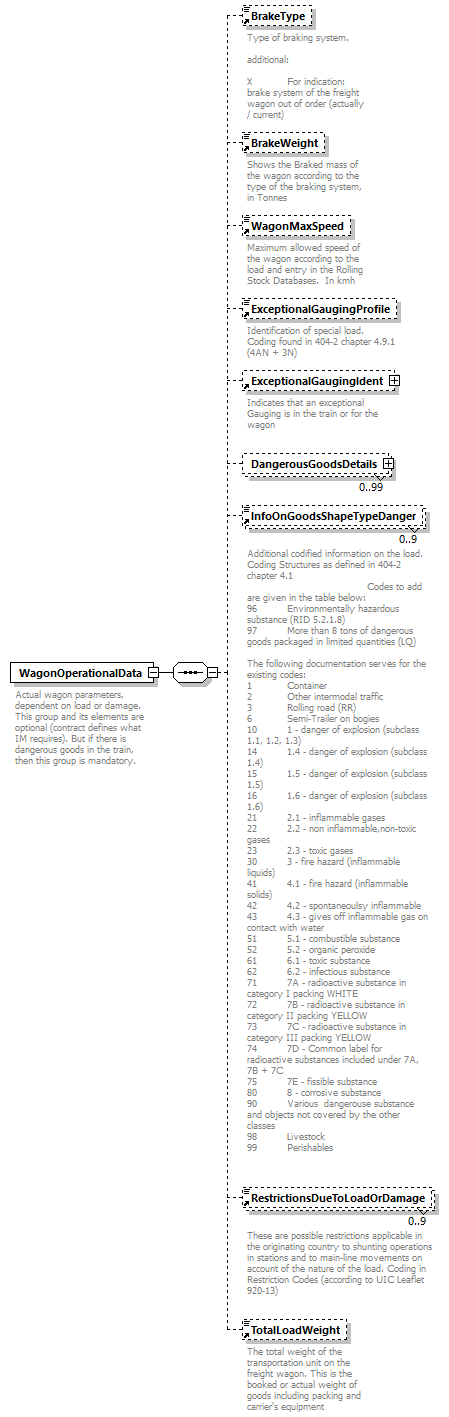 BrakeType
Type of braking system,
additional:
X For indication:
brake system of the freight
wagon out of order (actually
/ current)
BrakeWeight
Shows the Braked mass of
the wagon according to the
type of the braking system,
in Tonnes
WagonMaxSpeed
Maximum allowed speed of
the wagon according to the
load and entry in the Rolling
Stock Databases. In kmh
ExceptionalGaugingProfile
Identification of special load.
Coding found in 404-2 chapter 4.9.1
(4AN + 3N)
ExceptionalGaugingIdent
Indicates that an exceptional
Gauging is in the train or for the
wagon
DangerousGoodsDetails
0..99
InfoOnGoodsShapeTypeDanger
0..9
Additional codified information on the load.
Coding Structures as defined in 404-2
chapter 4.1
Codes to add
are given in the table below:
96 Environmentally hazardous
substance (RID 5.2.1.8)
97 More than 8 tons of dangerous
goods packaged in limited quantities (LQ)
The following documentation serves for the
existing codes:
1 Container
2 Other intermodal traffic
3 Rolling road (RR)
6 Semi-Trailer on bogies
10 1 - danger of explosion (subclass
1.1, 1.2, 1.3)
14 1.4 - danger of explosion (subclass
1.4)
15 1.5 - danger of explosion (subclass
1.5)
16 1.6 - danger of explosion (subclass
1.6)
21 2.1 - inflammable gases
22 2.2 - non inflammable,non-toxic
gases
23 2.3 - toxic gases
30 3 - fire hazard (inflammable
liquids)
41 4.1 - fire hazard (inflammable
solids)
42 4.2 - spontaneoulsy inflammable
43 4.3 - gives off inflammable gas on
contact with water
51 5.1 - combustible substance
52 5.2 - organic peroxide
61 6.1 - toxic substance
62 6.2 - infectious substance
71 7A - radioactive substance in
category I packing WHITE
72 7B - radioactive substance in
category II packing YELLOW
73 7C - radioactive substance in
category III packing YELLOW
74 7D - Common label for
radioactive substances included under 7A,
7B + 7C
75 7E - fissible substance
80 8 - corrosive substance
90 Various dangerouse substance
and objects not covered by the other
classes
98 Livestock
99 Perishables
WagonOperationalData
Actual wagon parameters,
dependent on load or damage.
This group and its elements are
optional (contract defines what
IM requires). But if there is
dangerous goods in the train,
then this group is mandatory.
RestrictionsDueToLoadOrDamage
0..9
These are possible restrictions applicable in
the originating country to shunting operations
in stations and to main-line movements on
account of the nature of the load. Coding in
Restriction Codes (according to UIC Leaflet
920-13)
TotalLoadWeight
The total weight of the
transportation unit on the
freight wagon. This is the
booked or actual weight of
goods including packing and
carrier's equipment